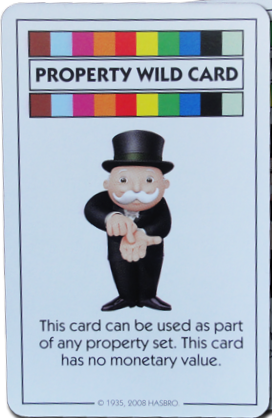 PROPERTY WILD CARD
This card can be used as part
of any property set. This card
has no monetary value.
© 1935, 2008 HASBRO.